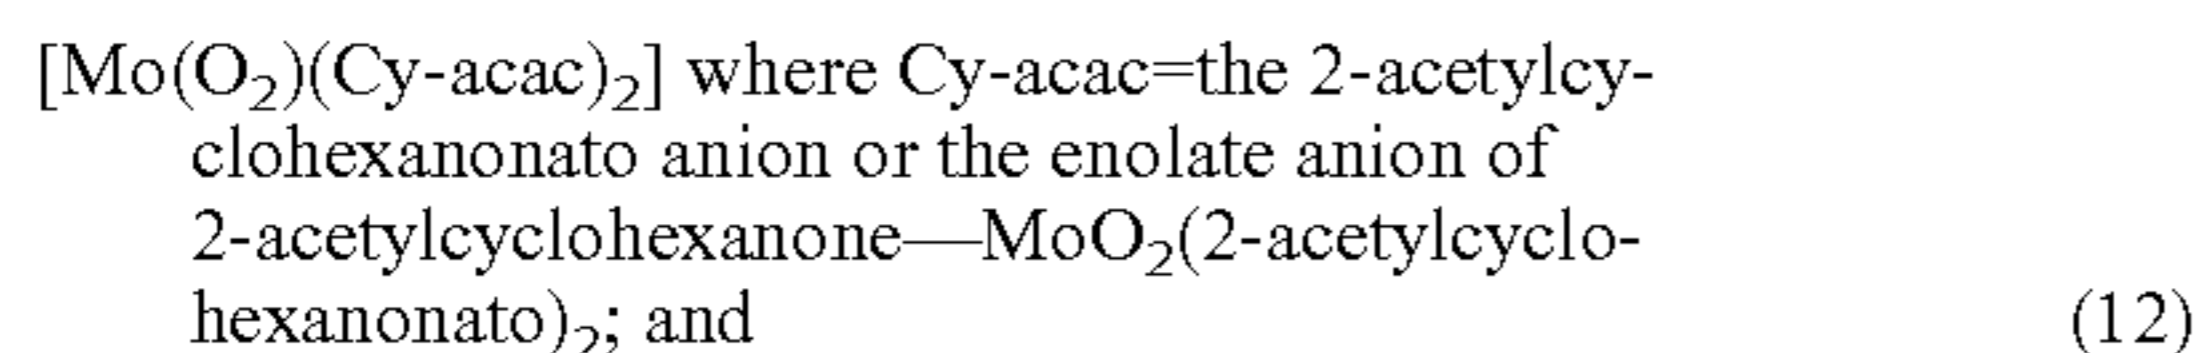 [Mo(O₂)(Cy-acac)₂] where Cy-acac=the 2-acetylcy-
clohexanonato anion or the enolate anion of
2-acetylcyclohexanone—MoO₂(2-acetylcyclo-
hexanonato)₂; and (12)